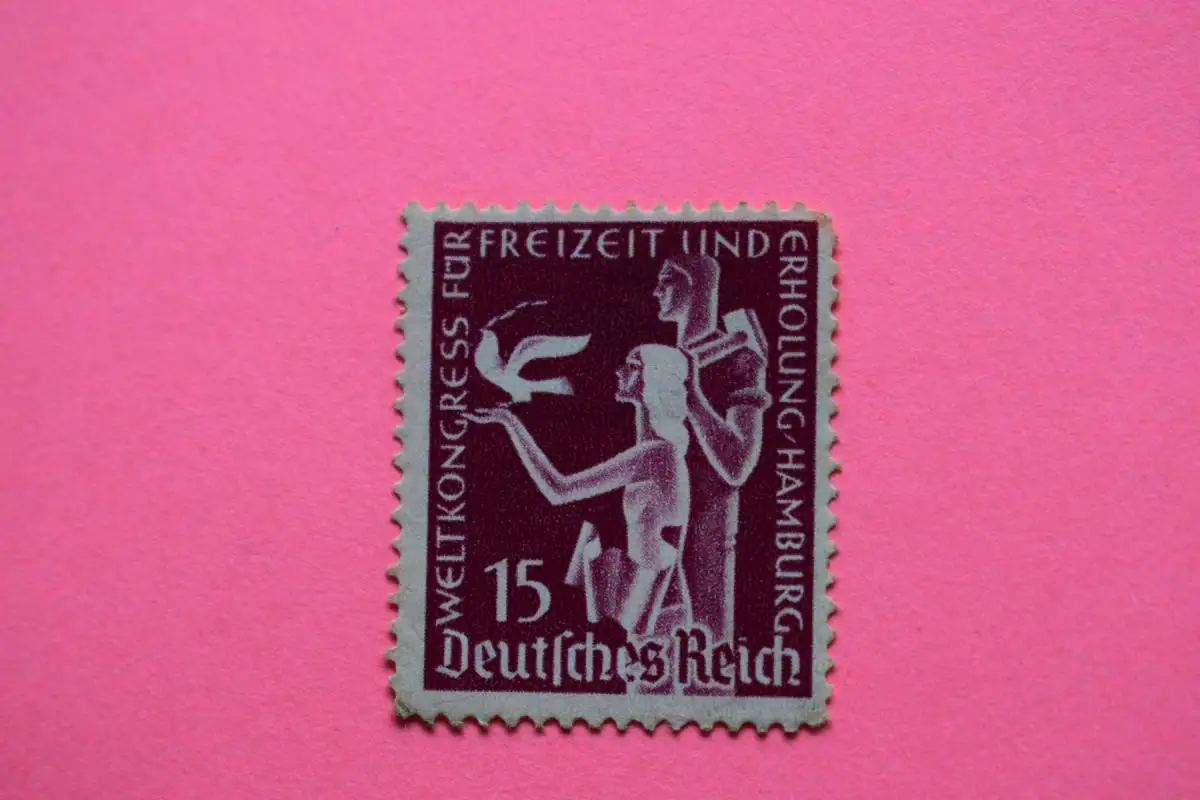 WELTKONGRESS FÜR
FREIZEIT UND
ERHOLUNG/HAMBURG
15
Deutſches Reich